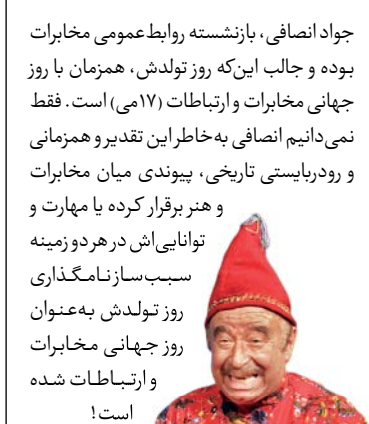 جواد انصافی، بازنشسته روابط‌عمومی مخابرات
بوده و جالب این‌که روز تولدش، همزمان با روز
جهانی مخابرات و ارتباطات (۱۷می) است. فقط
نمی‌دانیم انصافی به‌خاطر این تقدیر و همزمانی
و رودربایستی تاریخی، پیوندی میان مخابرات
و هنر برقرار کرده یا مهارت و
توانایی‌اش در هر دو زمینه
سبب‌ساز نامگذاری
روز تولدش به‌عنوان
روز جهانی مخابرات
و ارتباطات شده
است!